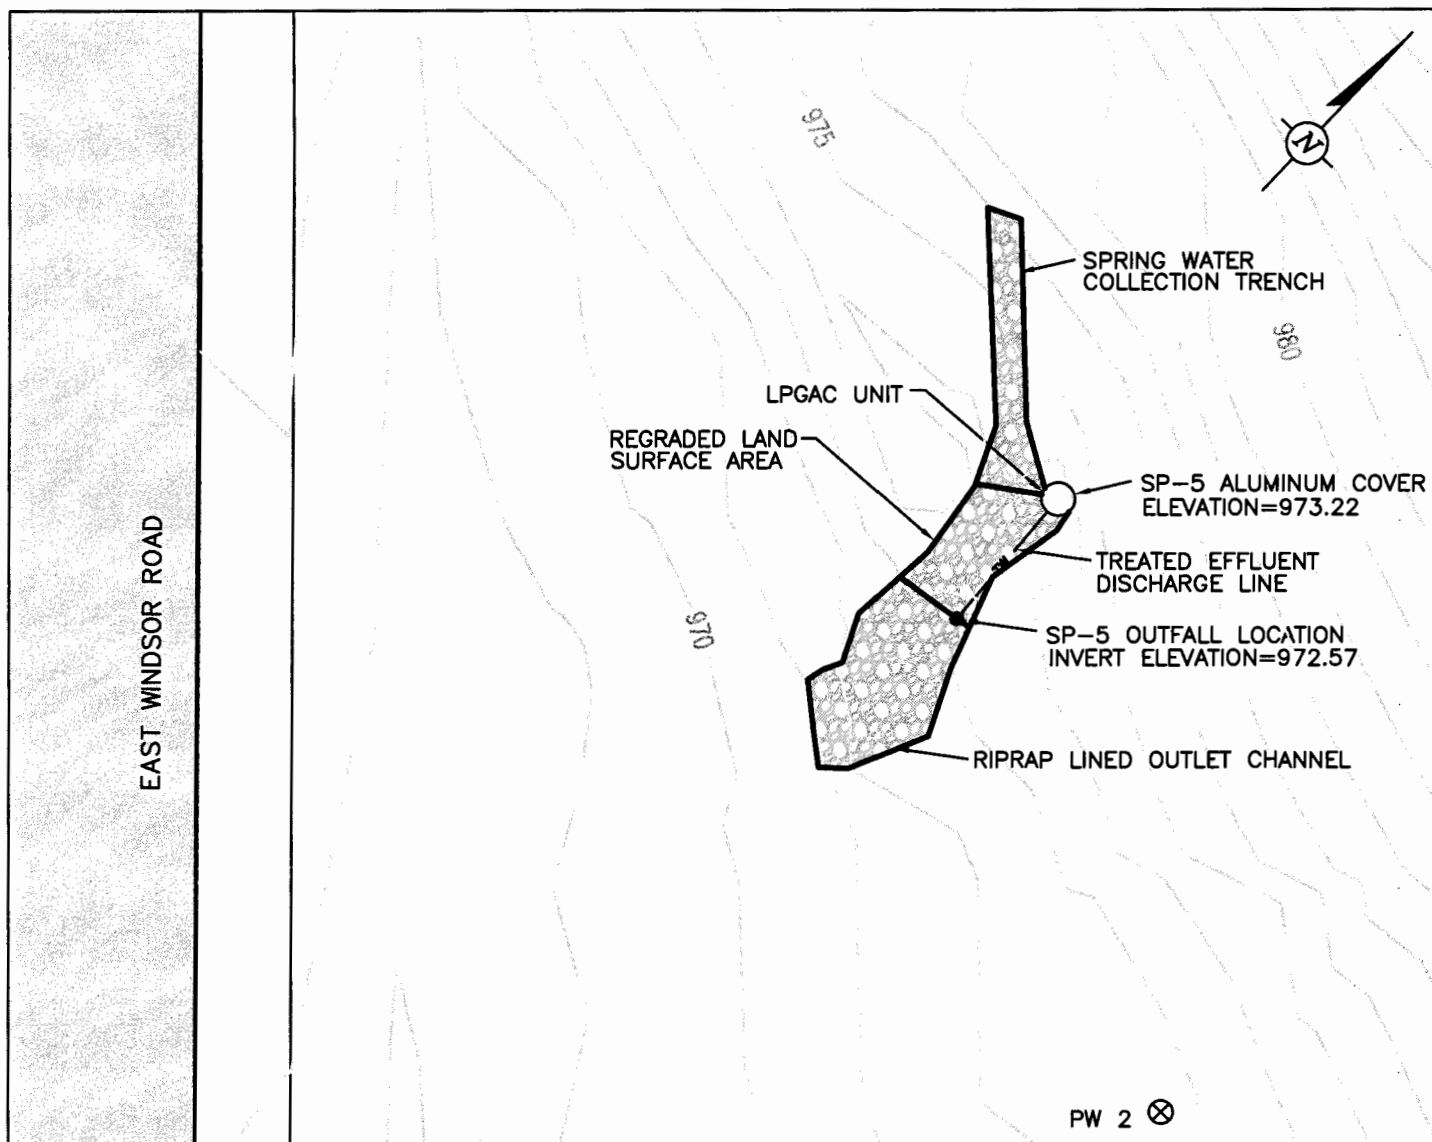 975
N
SPRING WATER
COLLECTION TRENCH
980
LPGAC UNIT
REGRADED LAND
SURFACE AREA
SP-5 ALUMINUM COVER
ELEVATION=973.22
EAST WINDSOR ROAD
TREATED EFFLUENT
DISCHARGE LINE
970
SP-5 OUTFALL LOCATION
INVERT ELEVATION=972.57
RIPRAP LINED OUTLET CHANNEL
PW 2